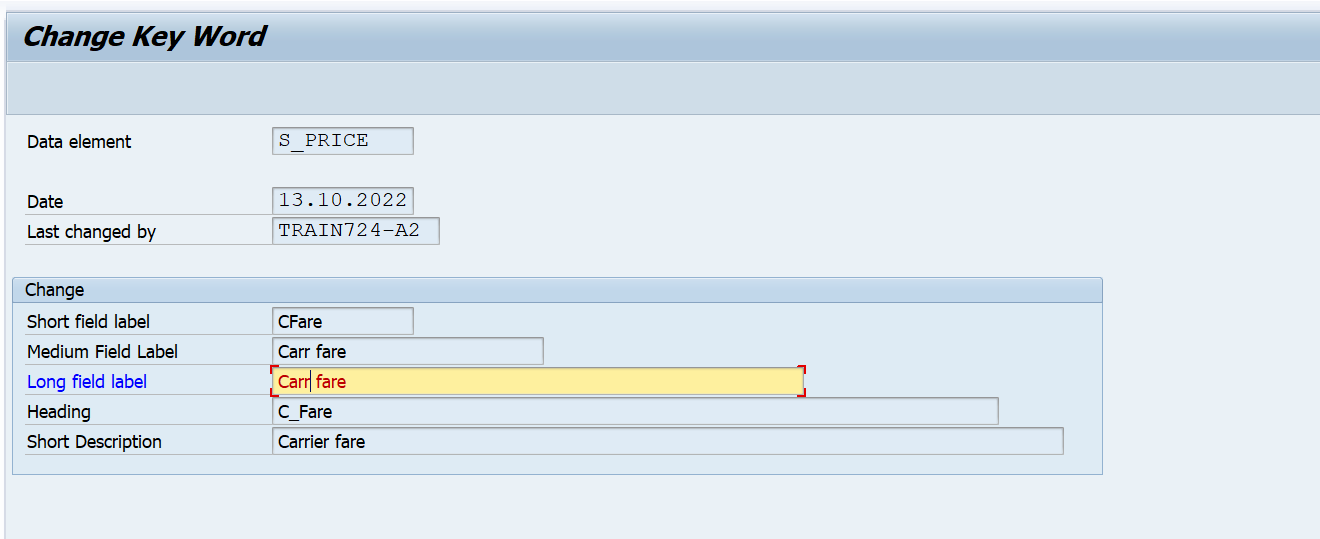 Change Key Word
Data element S_PRICE
Date 13.10.2022
Last changed by TRAIN724-A2
Change
Short field label CFare
Medium Field Label Carr fare
Long field label Carr fare
Heading C_Fare
Short Description Carrier fare